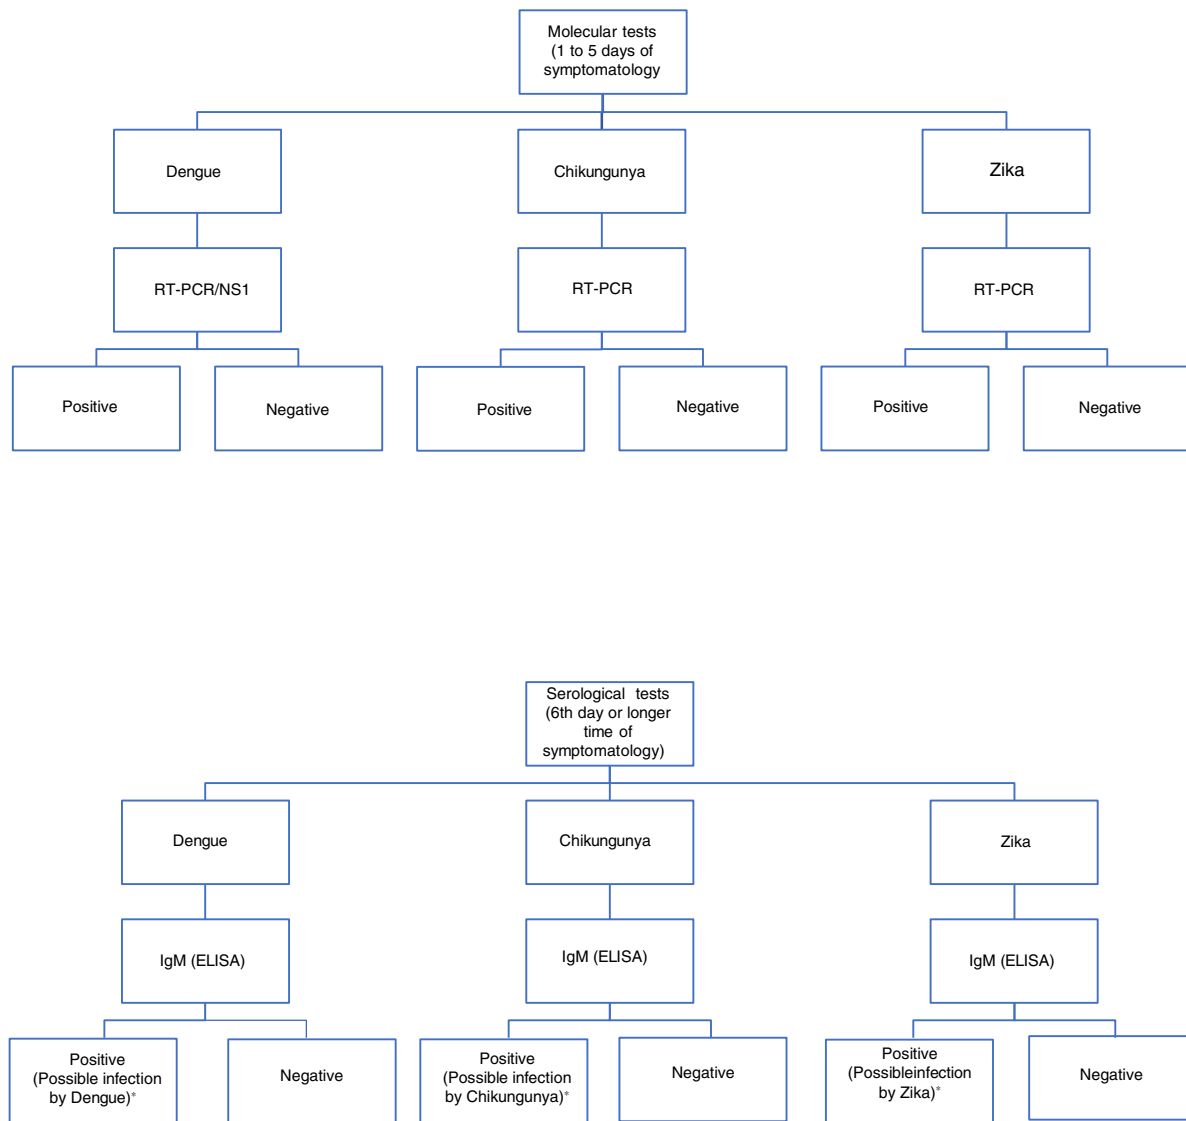 Molecular tests
(1 to 5 days of
symptomatology
Dengue
Chikungunya
Zika
RT-PCR/NS1
RT-PCR
RT-PCR
Positive
Negative
Positive
Negative
Positive
Negative
Serological tests
(6th day or longer
time of
symptomatology)
Dengue
Chikungunya
Zika
IgM (ELISA)
IgM (ELISA)
IgM (ELISA)
Positive
(Possible infection
by Dengue)*
Negative
Positive
(Possible infection
by Chikungunya)*
Negative
Positive
(Possibleinfection
by Zika)*
Negative